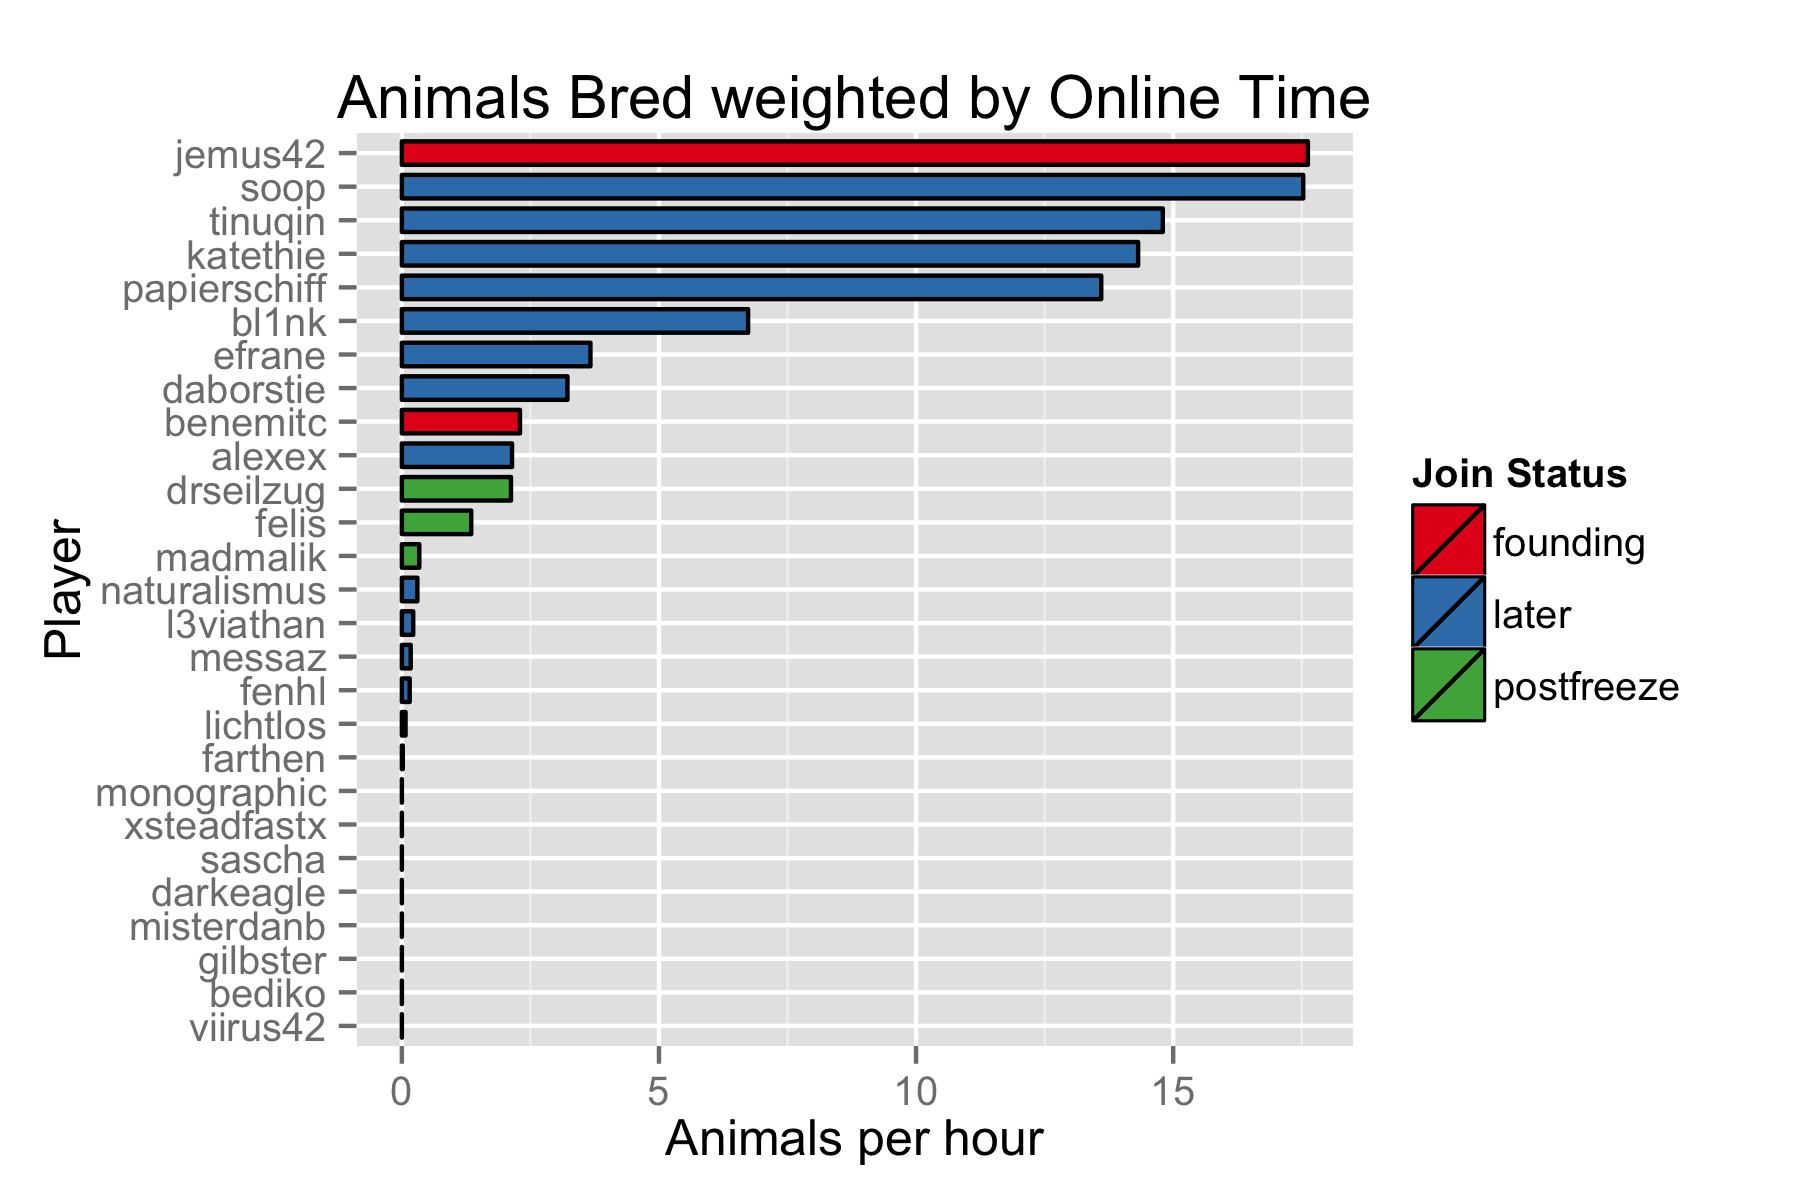 Animals Bred weighted by Online Time
jemus42
soop
tinuqin
katethie
papierschiff
bl1nk
efrane
daborstie
benemitc
alexex
drseilzug
felis
madmalik
naturalismus
l3viathan
messaz
fenhl
lichtlos
farthen
monographic
xsteadfastx
sascha
darkeagle
misterdanb
gilbster
bediko
viirus42
Player
0 5 10 15
Animals per hour
Join Status
founding
later
postfreeze